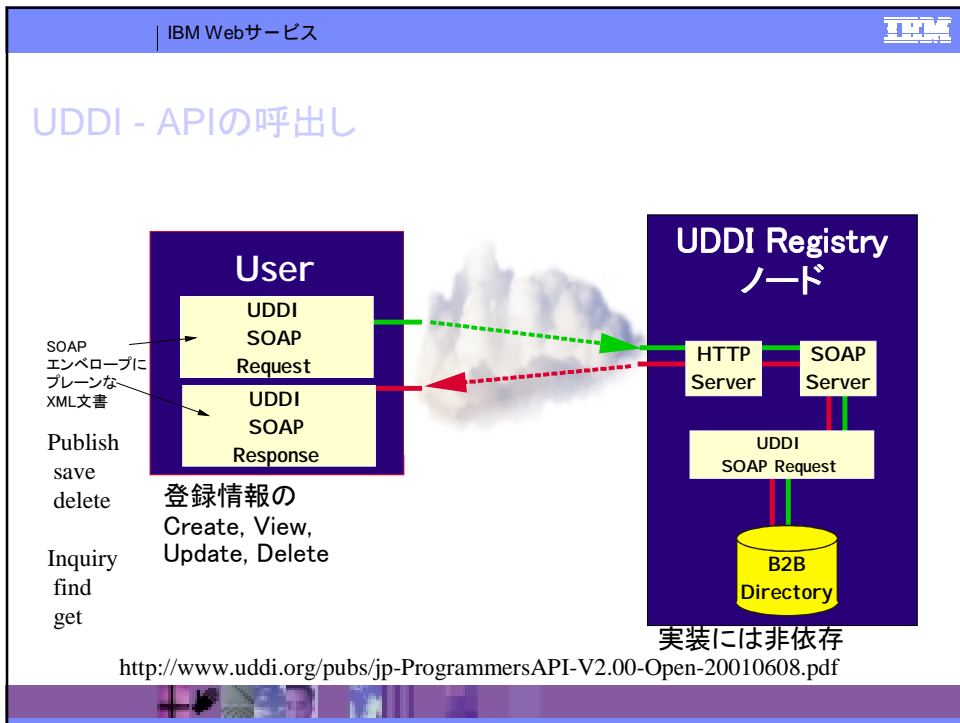 IBM Webサービス
IBM
UDDI - APIの呼出し
User
UDDI
SOAP
Request
UDDI
SOAP
Response
SOAP
エンベロープに
プレーンな
XML文書
Publish
save
delete
Inquiry
find
get
登録情報の
Create, View,
Update, Delete
UDDI Registry
ノード
HTTP
Server
SOAP
Server
UDDI
SOAP Request
B2B
Directory
実装には非依存
http://www.uddi.org/pubs/jp-ProgrammersAPI-V2.00-Open-20010608.pdf